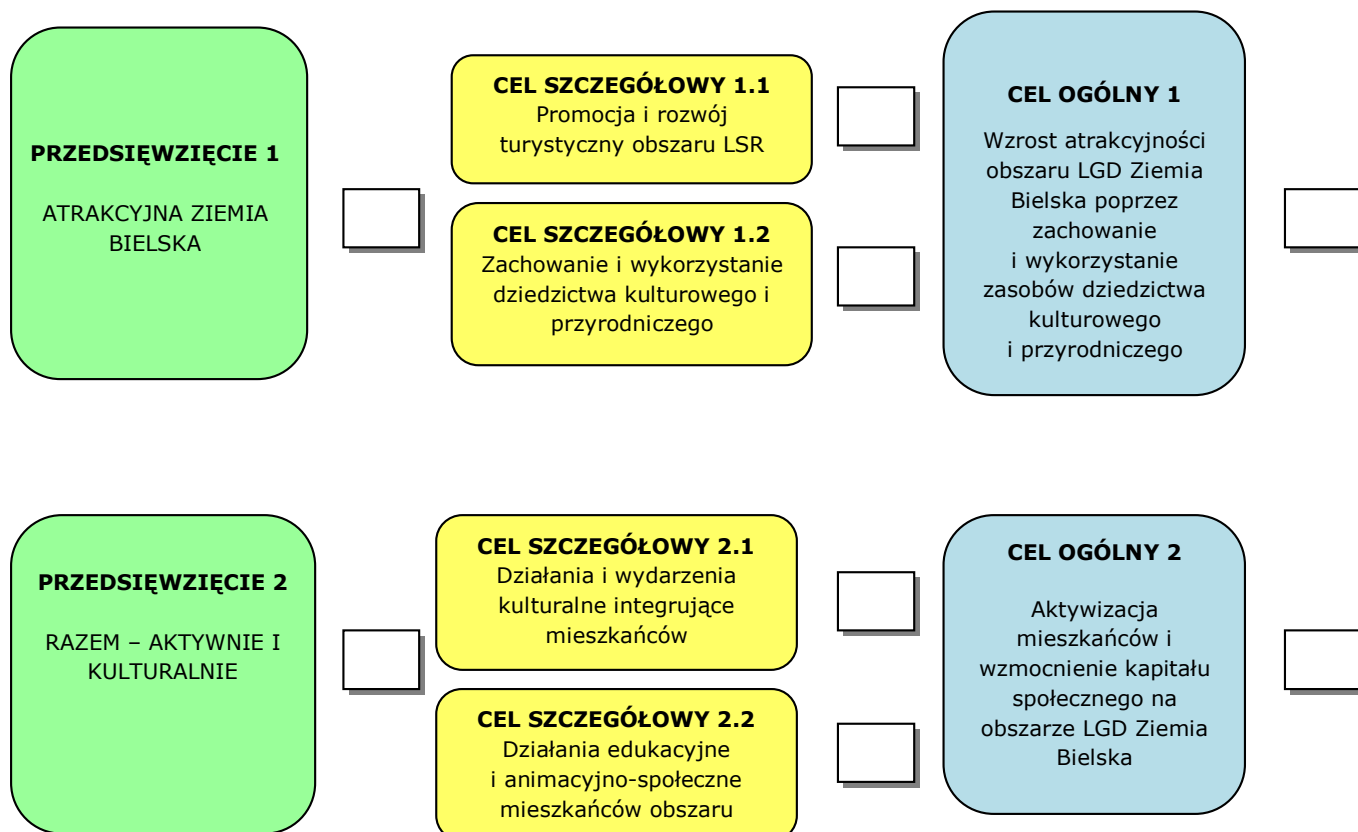 PRZEDSIĘWZIĘCIE 1
ATRAKCYJNA ZIEMIA
BIELSKA
CEL SZCZEGÓŁOWY 1.1
Promocja i rozwój
turystyczny obszaru LSR
CEL SZCZEGÓŁOWY 1.2
Zachowanie i wykorzystanie
dziedzictwa kulturowego i
przyrodniczego
CEL OGÓLNY 1
Wzrost atrakcyjności
obszaru LGD Ziemia
Bielska poprzez
zachowanie
i wykorzystanie
zasobów dziedzictwa
kulturowego
i przyrodniczego
PRZEDSIĘWZIĘCIE 2
RAZEM – AKTYWNIE I
KULTURALNIE
CEL SZCZEGÓŁOWY 2.1
Działania i wydarzenia
kulturalne integrujące
mieszkańców
CEL SZCZEGÓŁOWY 2.2
Działania edukacyjne
i animacyjno-społeczne
mieszkańców obszaru
CEL OGÓLNY 2
Aktywizacja
mieszkańców i
wzmocnienie kapitału
społecznego na
obszarze LGD Ziemia
Bielska